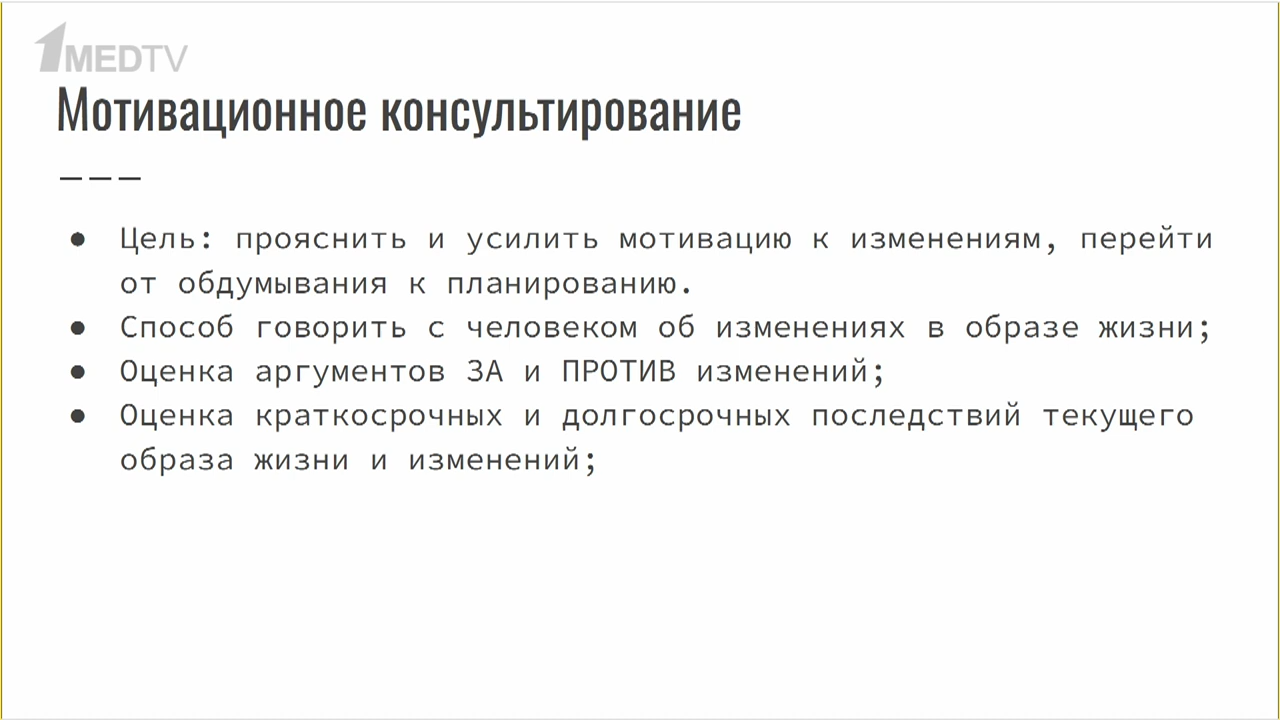 1MEDTV
Мотивационное консультирование
———
● Цель: прояснить и усилить мотивацию к изменениям, перейти
от обдумывания к планированию.
● Способ говорить с человеком об изменениях в образе жизни;
● Оценка аргументов ЗА и ПРОТИВ изменений;
● Оценка краткосрочных и долгосрочных последствий текущего
образа жизни и изменений;